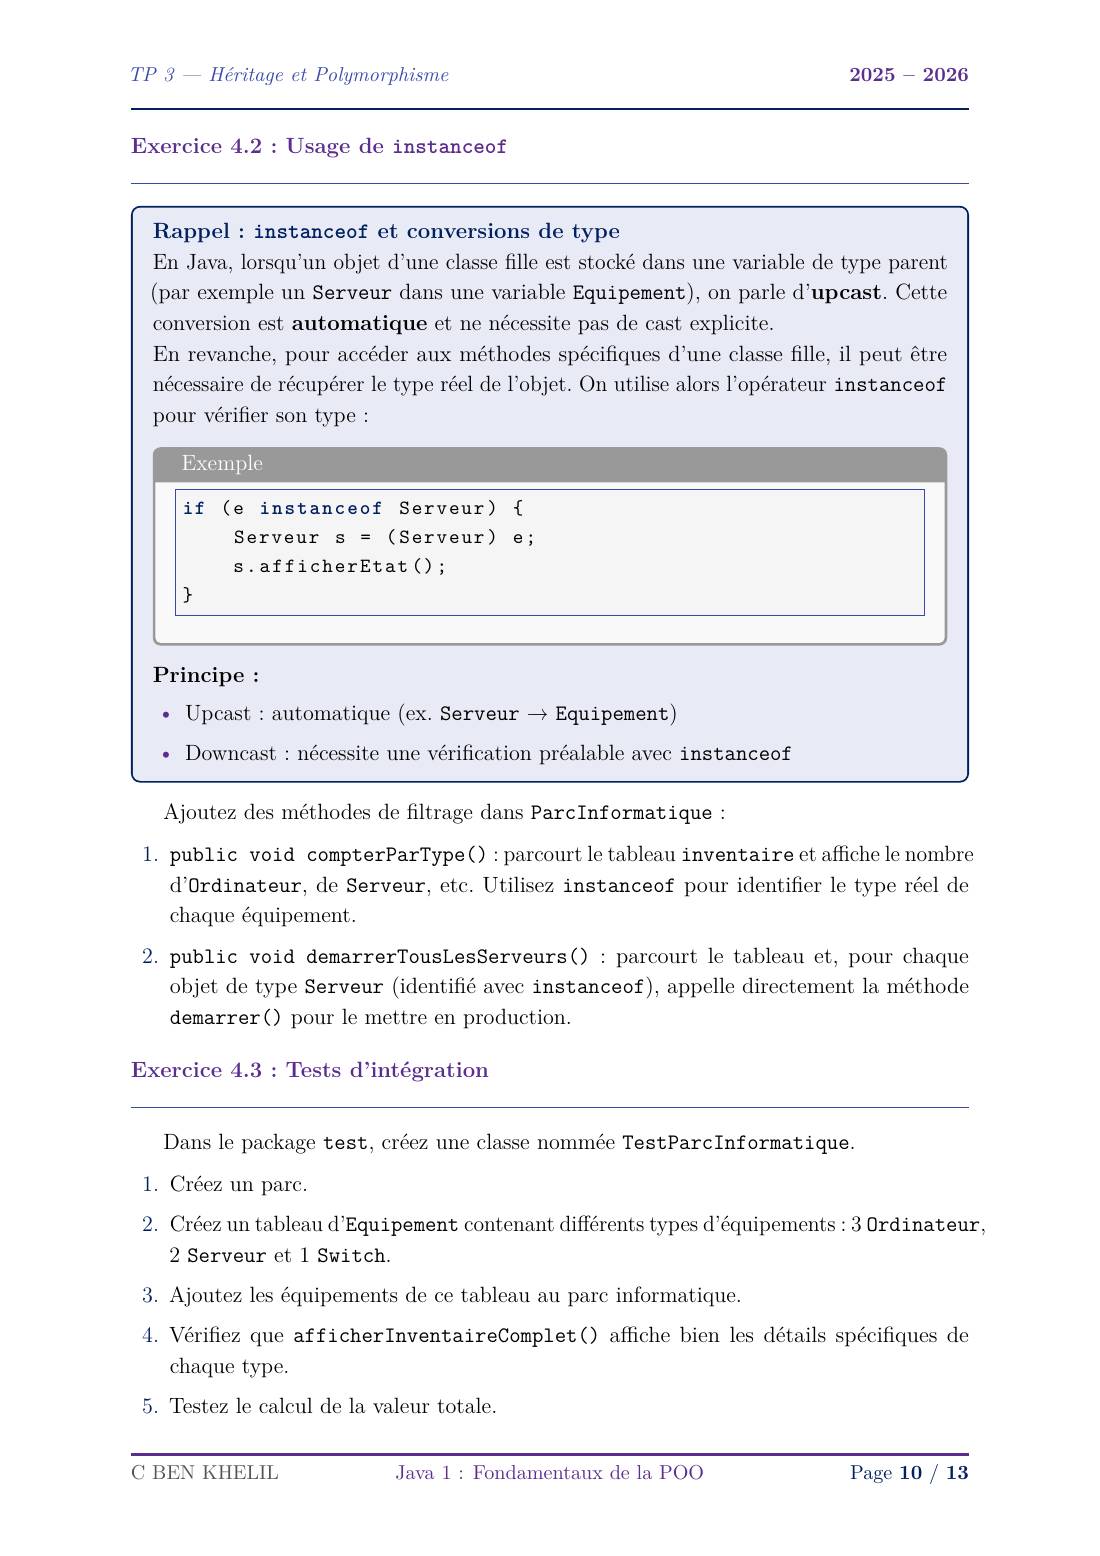 TP 3 — Héritage et Polymorphisme
2025 – 2026
Exercice 4.2 : Usage de instanceof
Rappel : instanceof et conversions de type
En Java, lorsqu'un objet d'une classe fille est stocké dans une variable de type parent
(par exemple un Serveur dans une variable Equipement), on parle d'upcast. Cette
conversion est automatique et ne nécessite pas de cast explicite.
En revanche, pour accéder aux méthodes spécifiques d'une classe fille, il peut être
nécessaire de récupérer le type réel de l'objet. On utilise alors l'opérateur instanceof
pour vérifier son type :
Exemple
if (e instanceof Serveur) {
    Serveur s = (Serveur) e;
    s.afficherEtat();
}
Principe :
• Upcast : automatique (ex. Serveur → Equipement)
• Downcast : nécessite une vérification préalable avec instanceof
Ajoutez des méthodes de filtrage dans ParcInformatique :
1. public void compterParType() : parcourt le tableau inventaire et affiche le nombre
d'Ordinateur, de Serveur, etc. Utilisez instanceof pour identifier le type réel de
chaque équipement.
2. public void demarrerTousLesServeurs() : parcourt le tableau et, pour chaque
objet de type Serveur (identifié avec instanceof), appelle directement la méthode
demarrer() pour le mettre en production.
Exercice 4.3 : Tests d'intégration
Dans le package test, créez une classe nommée TestParcInformatique.
1. Créez un parc.
2. Créez un tableau d'Equipement contenant différents types d'équipements : 3 Ordinateur,
2 Serveur et 1 Switch.
3. Ajoutez les équipements de ce tableau au parc informatique.
4. Vérifiez que afficherInventaireComplet() affiche bien les détails spécifiques de
chaque type.
5. Testez le calcul de la valeur totale.
C BEN KHELIL
Java 1 : Fondamentaux de la POO
Page 10 / 13